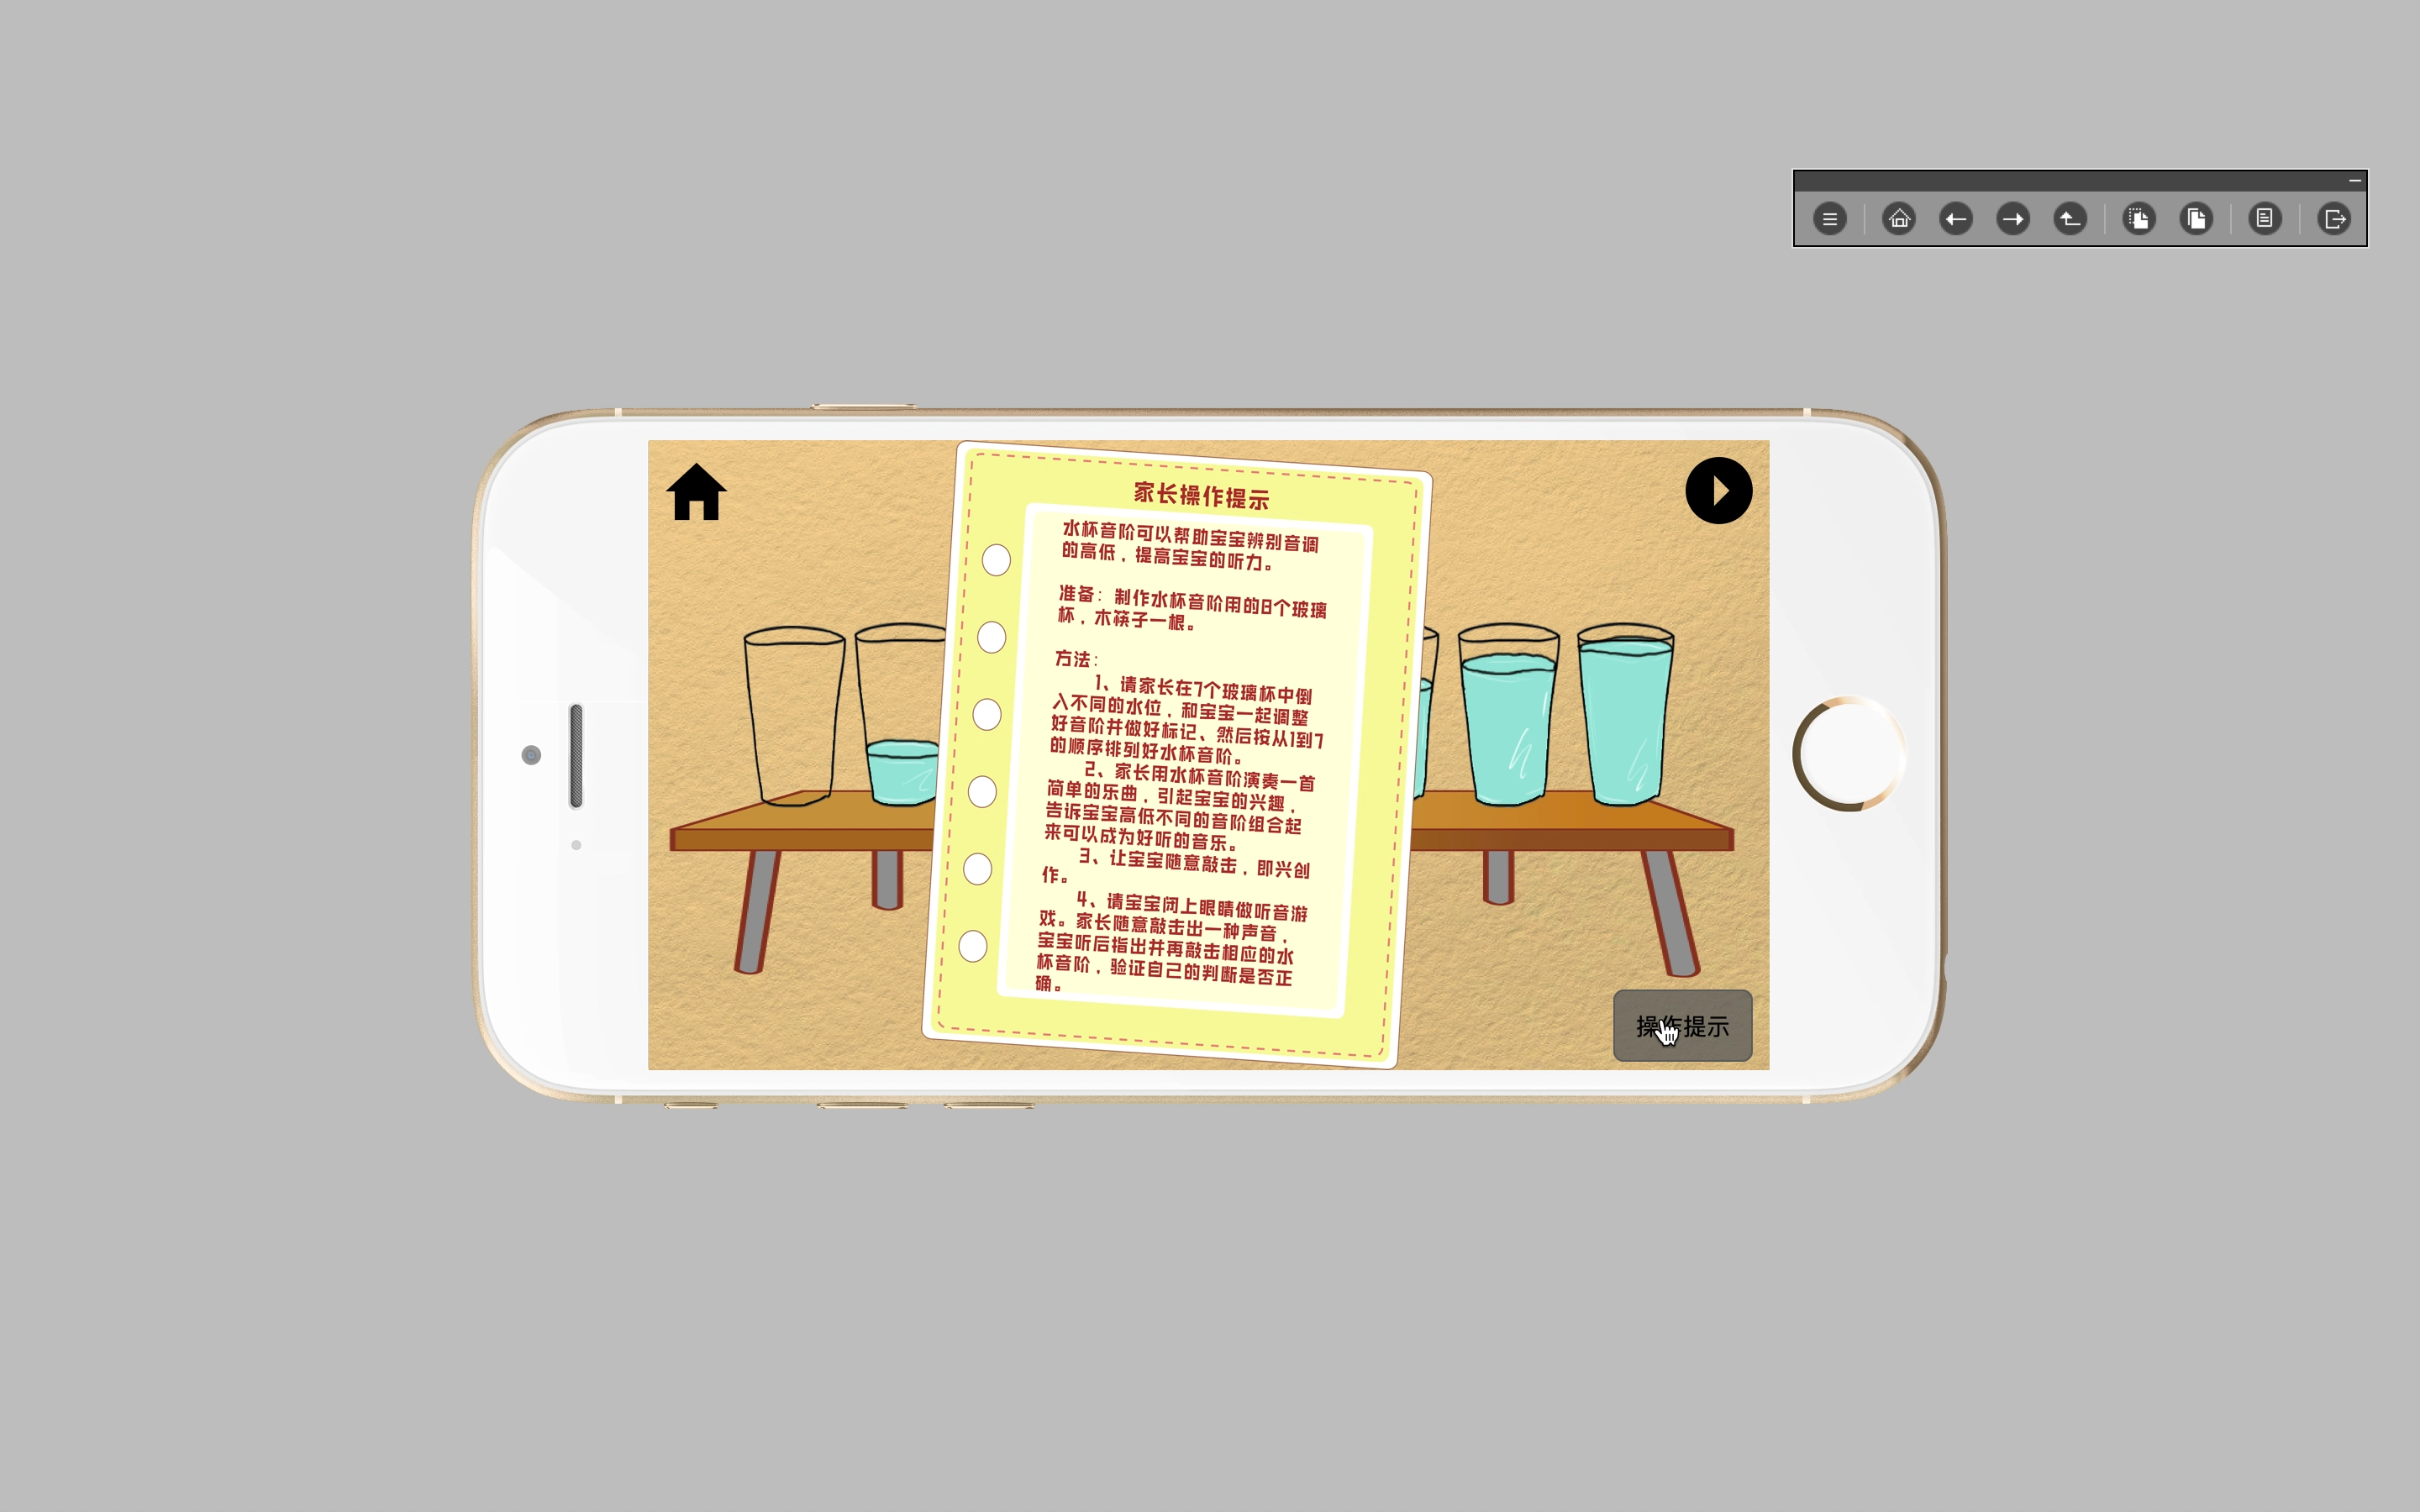 家长操作提示
水杯音阶可以帮助宝宝辨别音调
的高低，提高宝宝的听力。
准备：制作水杯音阶用的8个玻璃
杯，木筷子一根。
方法：
1、请家长在7个玻璃杯中倒
入不同的水位，和宝宝一起调整
好音阶并做好标记、然后按从1到7
的顺序排列好水杯音阶。
2、家长用水杯音阶演奏一首
简单的乐曲，引起宝宝的兴趣，
告诉宝宝高低不同的音阶组合起
来可以成为好听的音乐。
3、让宝宝随意敲击，即兴创
作。
4、请宝宝闭上眼睛做听音游
戏。家长随意敲击出一种声音，
宝宝听后指出并再敲击相应的水
杯音阶，验证自己的判断是否正
确。
操作提示